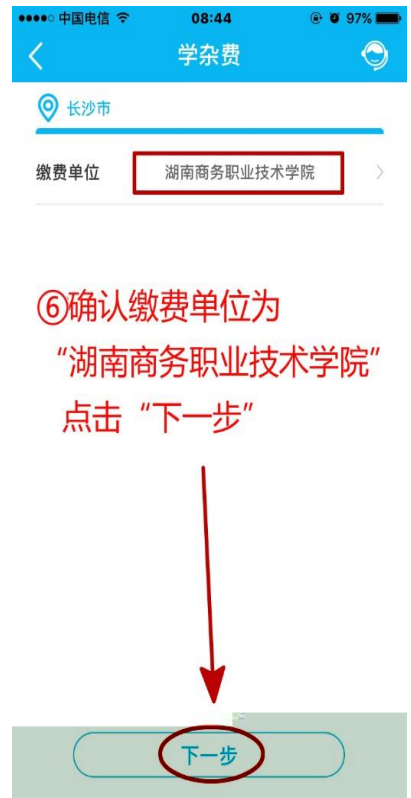 中国电信 08:44 97%
学杂费
长沙市
缴费单位 湖南商务职业技术学院
⑥确认缴费单位为
“湖南商务职业技术学院”
点击“下一步”
下一步